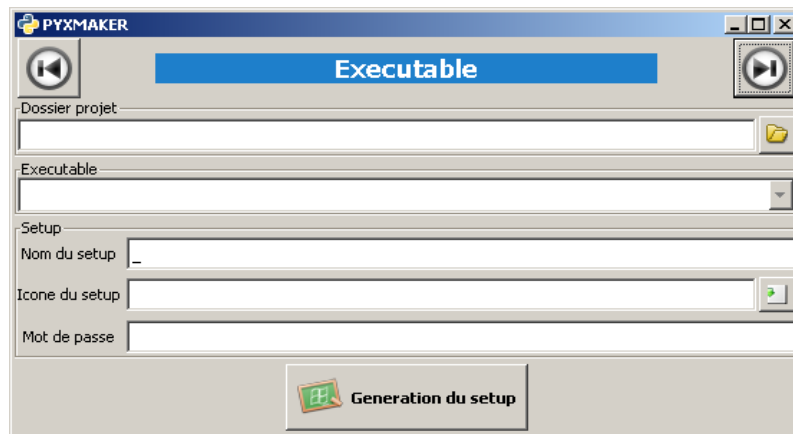 PYXMAKER
Executable
Dossier projet
Executable
Setup
Nom du setup _
Icone du setup
Mot de passe
Generation du setup